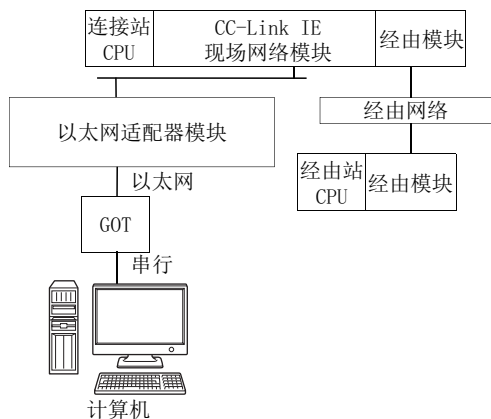 连接站
CPU
CC-Link IE
现场网络模块
经由模块
以太网适配器模块
经由网络
经由站
CPU
经由模块
以太网
GOT
串行
计算机